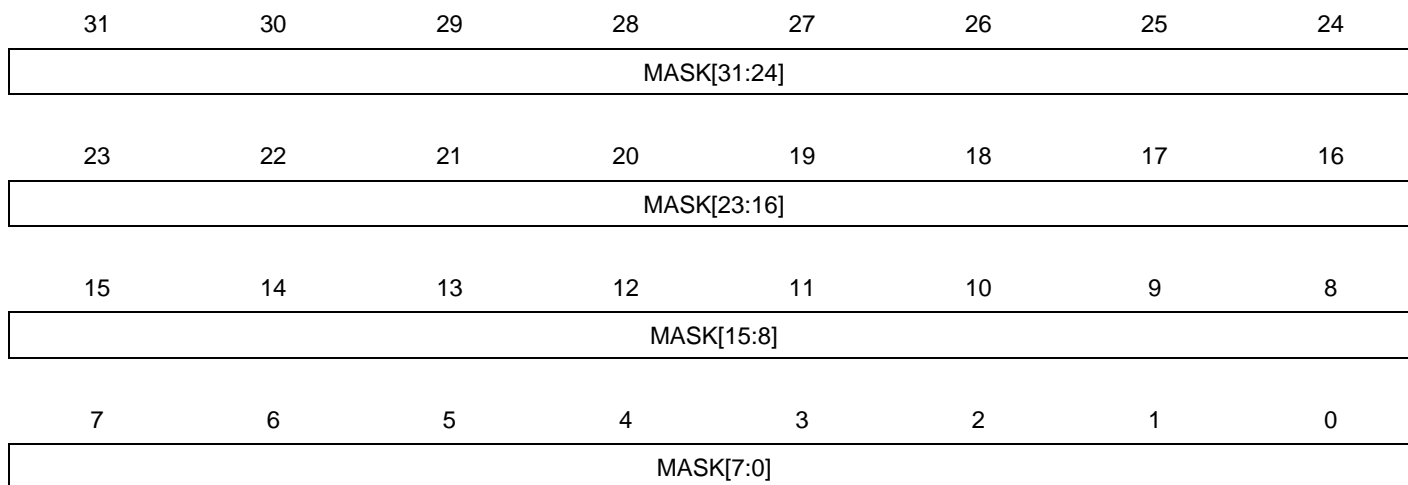 31 30 29 28 27 26 25 24
MASK[31:24]
23 22 21 20 19 18 17 16
MASK[23:16]
15 14 13 12 11 10 9 8
MASK[15:8]
7 6 5 4 3 2 1 0
MASK[7:0]